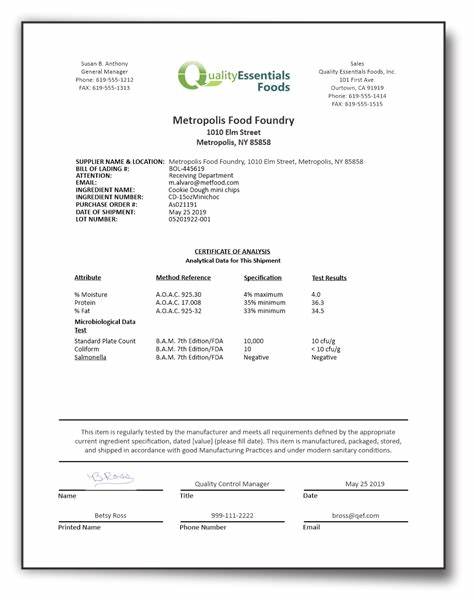 Susan B. Anthony
General Manager
Phone: 619-555-1212
FAX: 619-555-1313
QualityEssentials
Foods
Sales
Quality Essentials Foods, Inc.
101 First Ave.
Ourtown, CA 91919
Phone: 619-555-1414
FAX: 619-555-1515
Metropolis Food Foundry
1010 Elm Street
Metropolis, NY 85858
SUPPLIER NAME & LOCATION: Metropolis Food Foundry, 1010 Elm Street, Metropolis, NY 85858
BILL OF LADING #: BOL-445619
ATTENTION: Receiving Department
EMAIL: m.alvaro@metfood.com
INGREDIENT NAME: Cookie Dough mini chips
INGREDIENT NUMBER: CD-15ozMinichoc
PURCHASE ORDER #: As021191
DATE OF SHIPMENT: May 25 2019
LOT NUMBER: 05201922-001
CERTIFICATE OF ANALYSIS
Analytical Data for This Shipment
Attribute Method Reference Specification Test Results
% Moisture A.O.A.C. 925.30 4% maximum 4.0
Protein A.O.A.C. 17.008 35% minimum 36.3
% Fat A.O.A.C. 925-32 33% minimum 34.5
Microbiological Data
Test
Standard Plate Count B.A.M. 7th Edition/FDA 10,000 10 cfu/g
Coliform B.A.M. 7th Edition/FDA 10 < 10 cfu/g
Salmonella B.A.M. 7th Edition/FDA Negative Negative
This item is regularly tested by the manufacturer and meets all requirements defined by the appropriate
current ingredient specification, dated [value] (please fill date). This item is manufactured, packaged, stored,
and shipped in accordance with good Manufacturing Practices and under modern sanitary conditions.
B Ross Quality Control Manager May 25 2019
Name Title Date
Betsy Ross 999-111-2222 bross@qef.com
Printed Name Phone Number Email